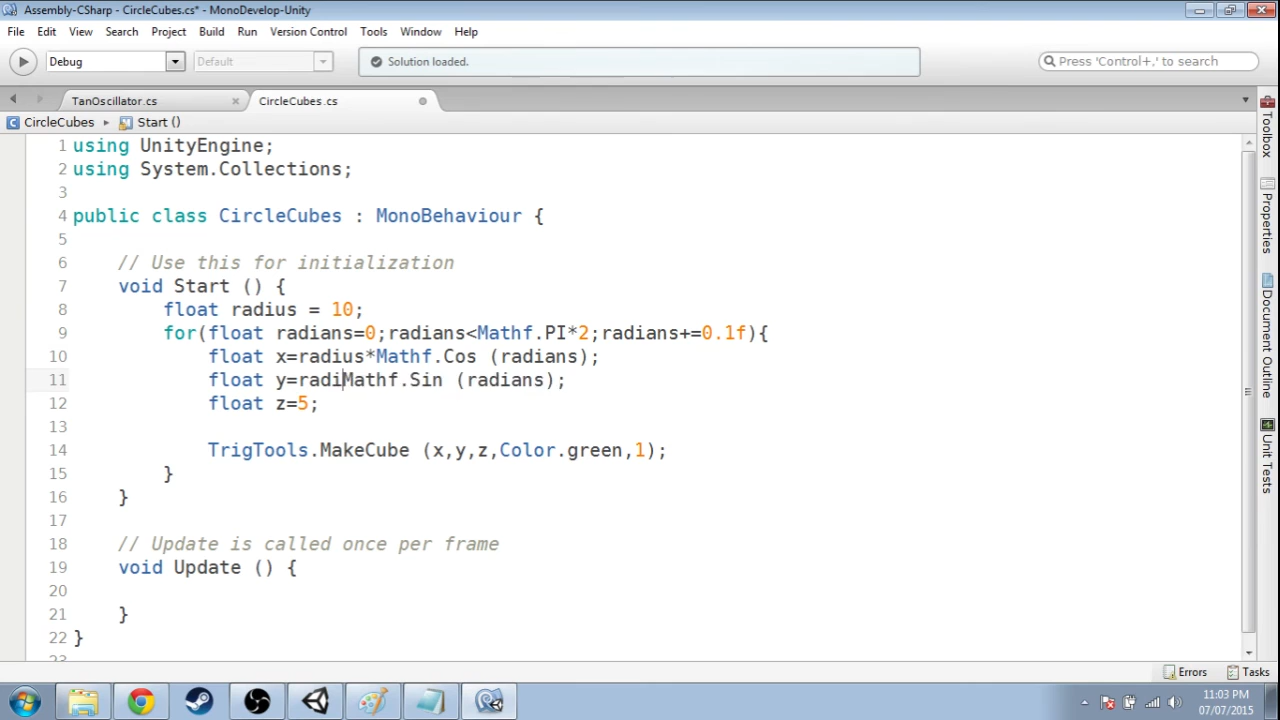 Assembly-CSharp - CircleCubes.cs* - MonoDevelop-Unity
File Edit View Search Project Build Run Version Control Tools Window Help
Debug Default Solution loaded. Press 'Control+,' to search
TanOscillator.cs CircleCubes.cs
CircleCubes ▸ Start ()
1 using UnityEngine;
2 using System.Collections;
3
4 public class CircleCubes : MonoBehaviour {
5
6 // Use this for initialization
7 void Start () {
8 float radius = 10;
9 for(float radians=0;radians<Mathf.PI*2;radians+=0.1f){
10 float x=radius*Mathf.Cos (radians);
11 float y=radiMathf.Sin (radians);
12 float z=5;
13
14 TrigTools.MakeCube (x,y,z,Color.green,1);
15 }
16 }
17
18 // Update is called once per frame
19 void Update () {
20
21 }
22 }
23
Toolbox
Properties
Document Outline
Unit Tests
Errors Tasks
11:03 PM
07/07/2015